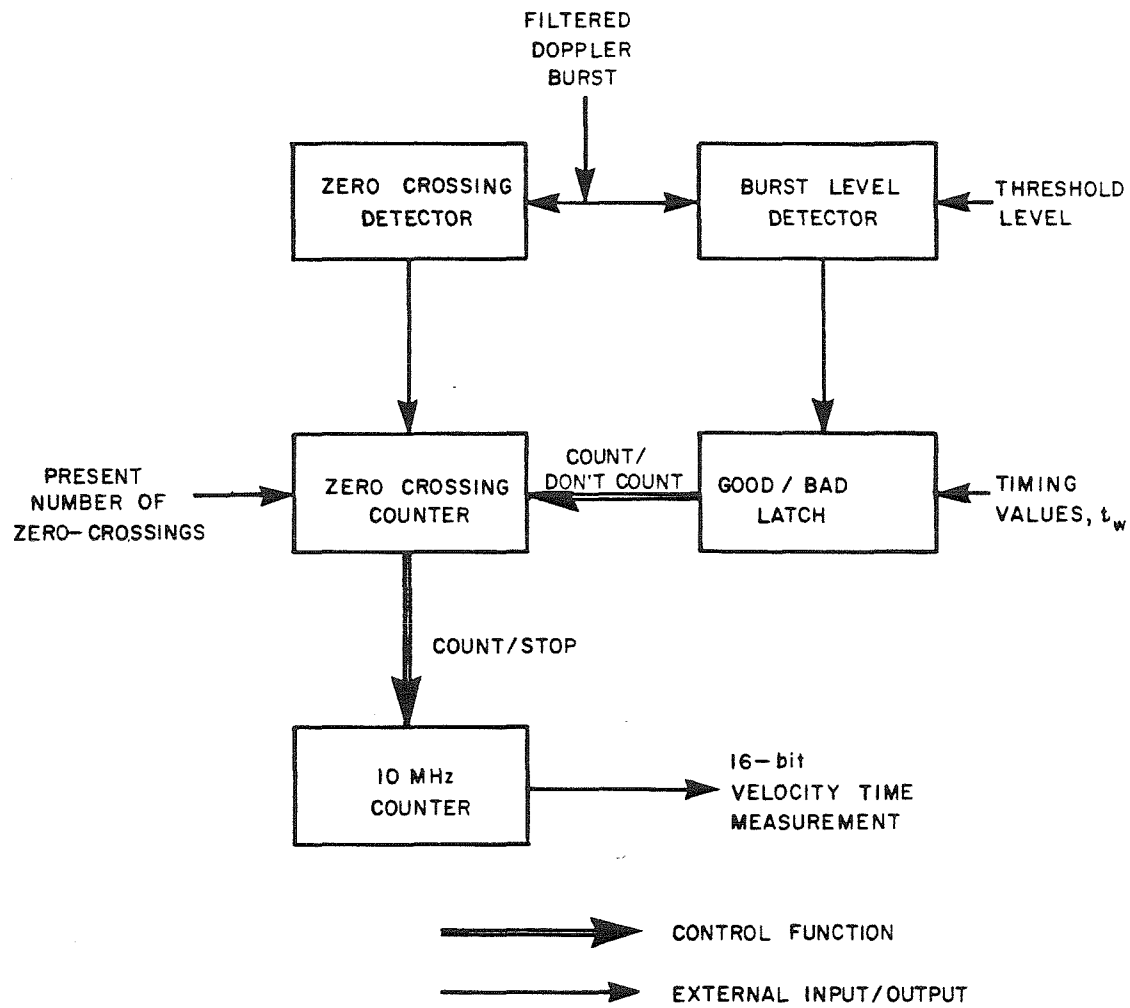 FILTERED
DOPPLER
BURST
ZERO CROSSING
DETECTOR
BURST LEVEL
DETECTOR
THRESHOLD
LEVEL
PRESENT
NUMBER OF
ZERO-CROSSINGS
ZERO CROSSING
COUNTER
COUNT/
DON'T COUNT
GOOD / BAD
LATCH
TIMING
VALUES, tw
COUNT/STOP
10 MHz
COUNTER
16-bit
VELOCITY TIME
MEASUREMENT
CONTROL FUNCTION
EXTERNAL INPUT/OUTPUT